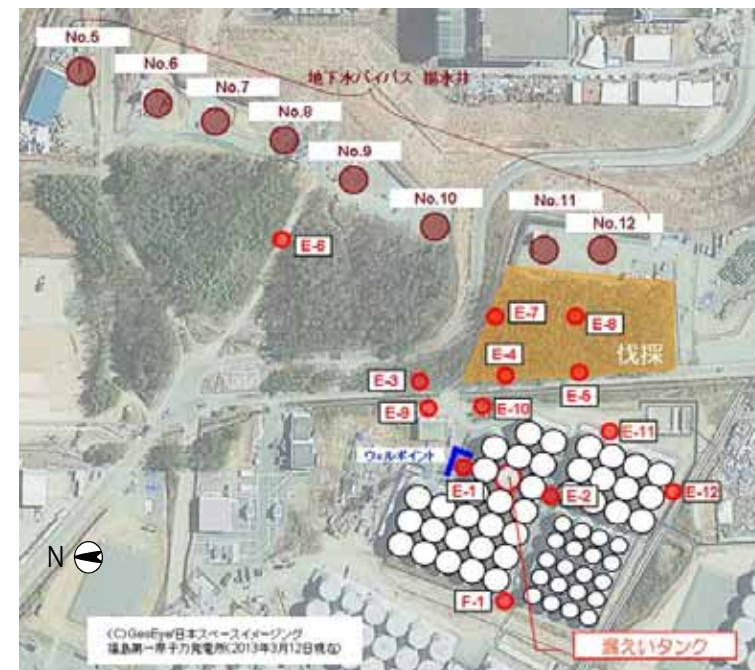 No.5
No.6
No.7
No.8
No.9
No.10
No.11
No.12
地下水バイパス 揚水井
E-6
E-7
E-8
伐採
E-4
E-5
E-3
E-9
E-10
E-11
ウェルポイント
E-1
E-2
E-12
N
F-1
(C)GeoEye/日本スペースイメージング
福島第一原子力発電所(2013年3月12日現在)
漏えいタンク